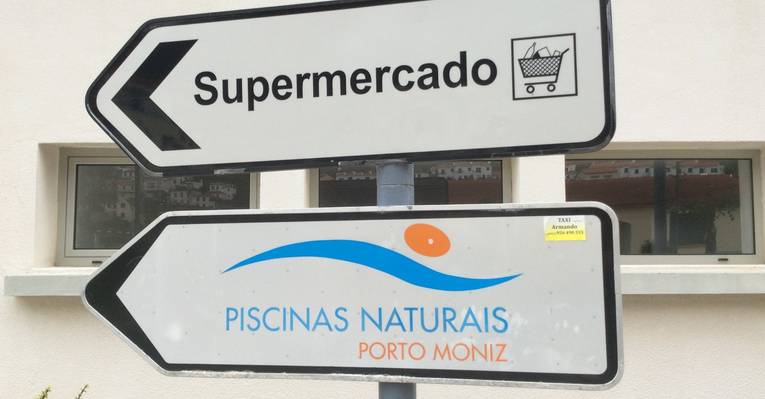 Supermercado
TAXI
Armando
PISCINAS NATURAIS
PORTO MONIZ